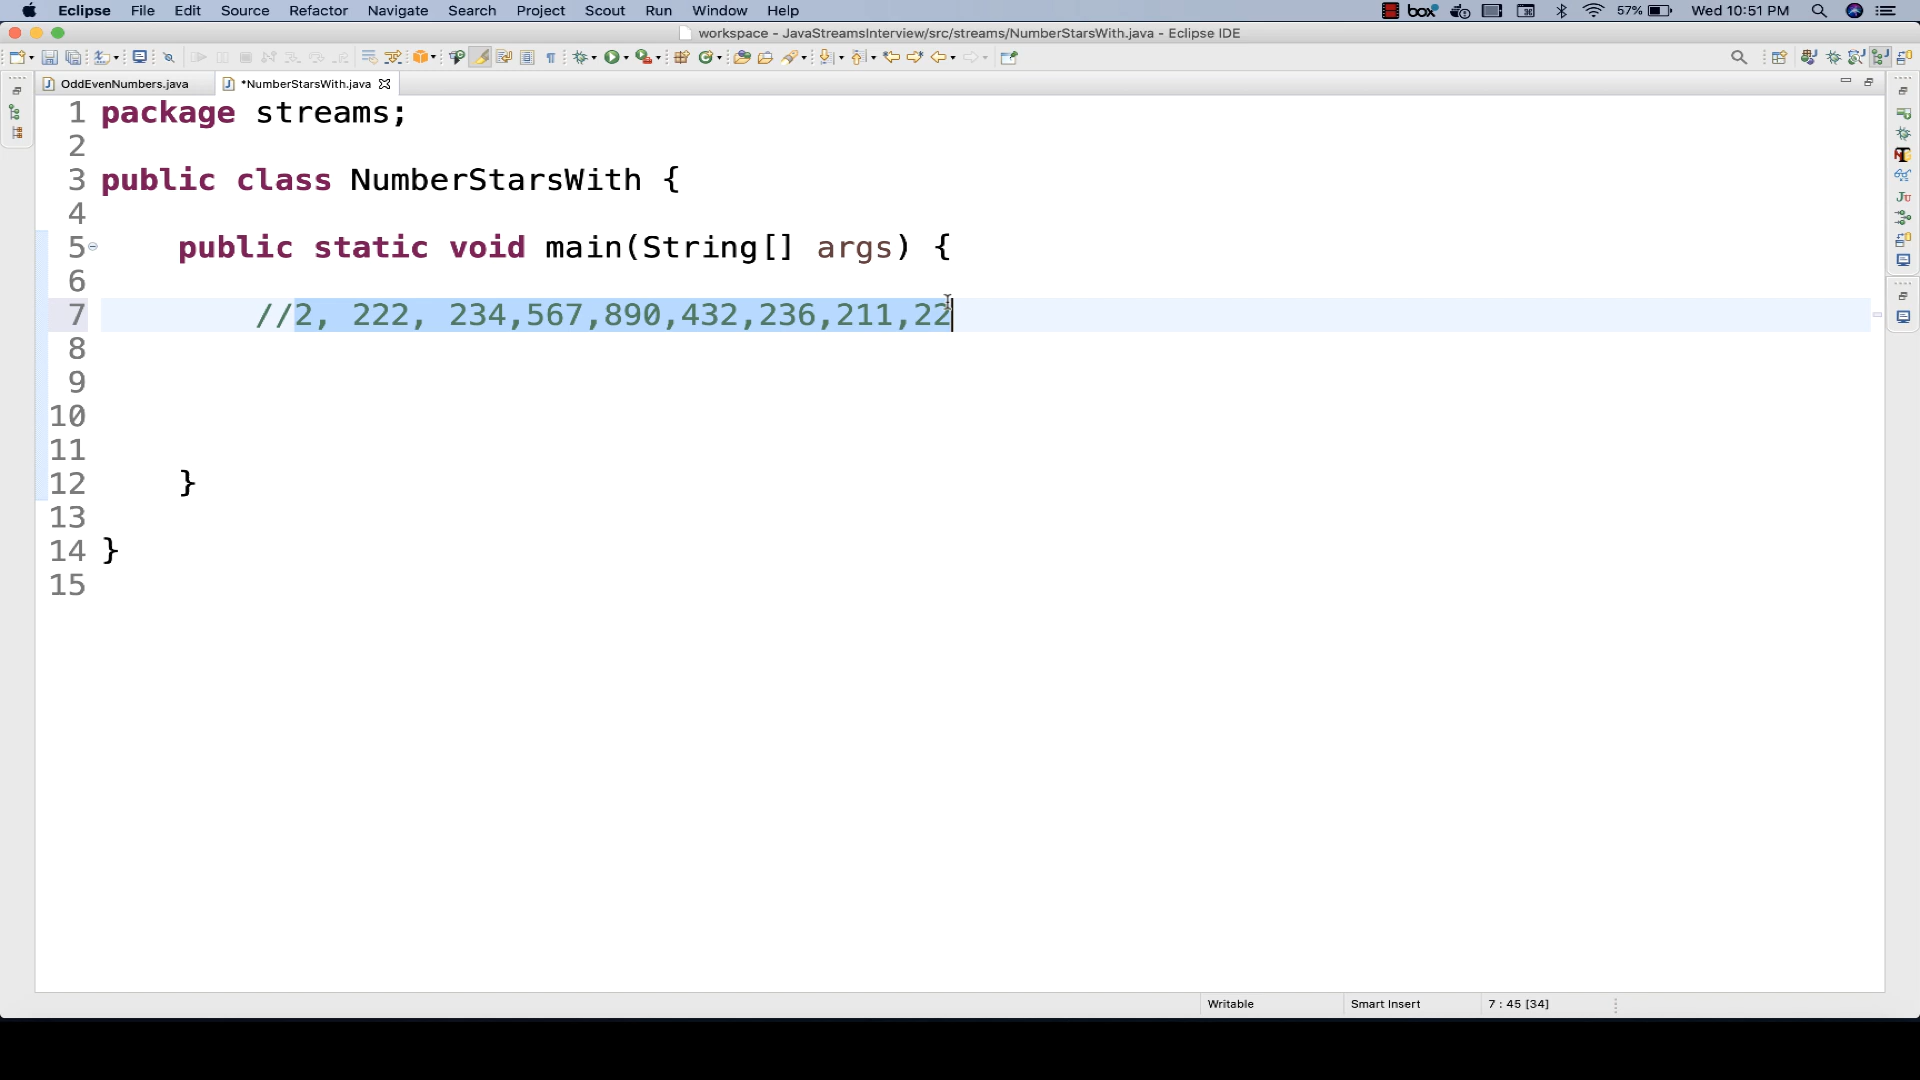 Eclipse File Edit Source Refactor Navigate Search Project Scout Run Window Help box 57% Wed 10:51 PM
workspace - JavaStreamsInterview/src/streams/NumberStarsWith.java - Eclipse IDE
OddEvenNumbers.java *NumberStarsWith.java
1 package streams;
2
3 public class NumberStarsWith {
4
5 public static void main(String[] args) {
6
7 //2, 222, 234,567,890,432,236,211,22
8
9
10
11
12 }
13
14 }
15
Writable Smart Insert 7 : 45 [34]